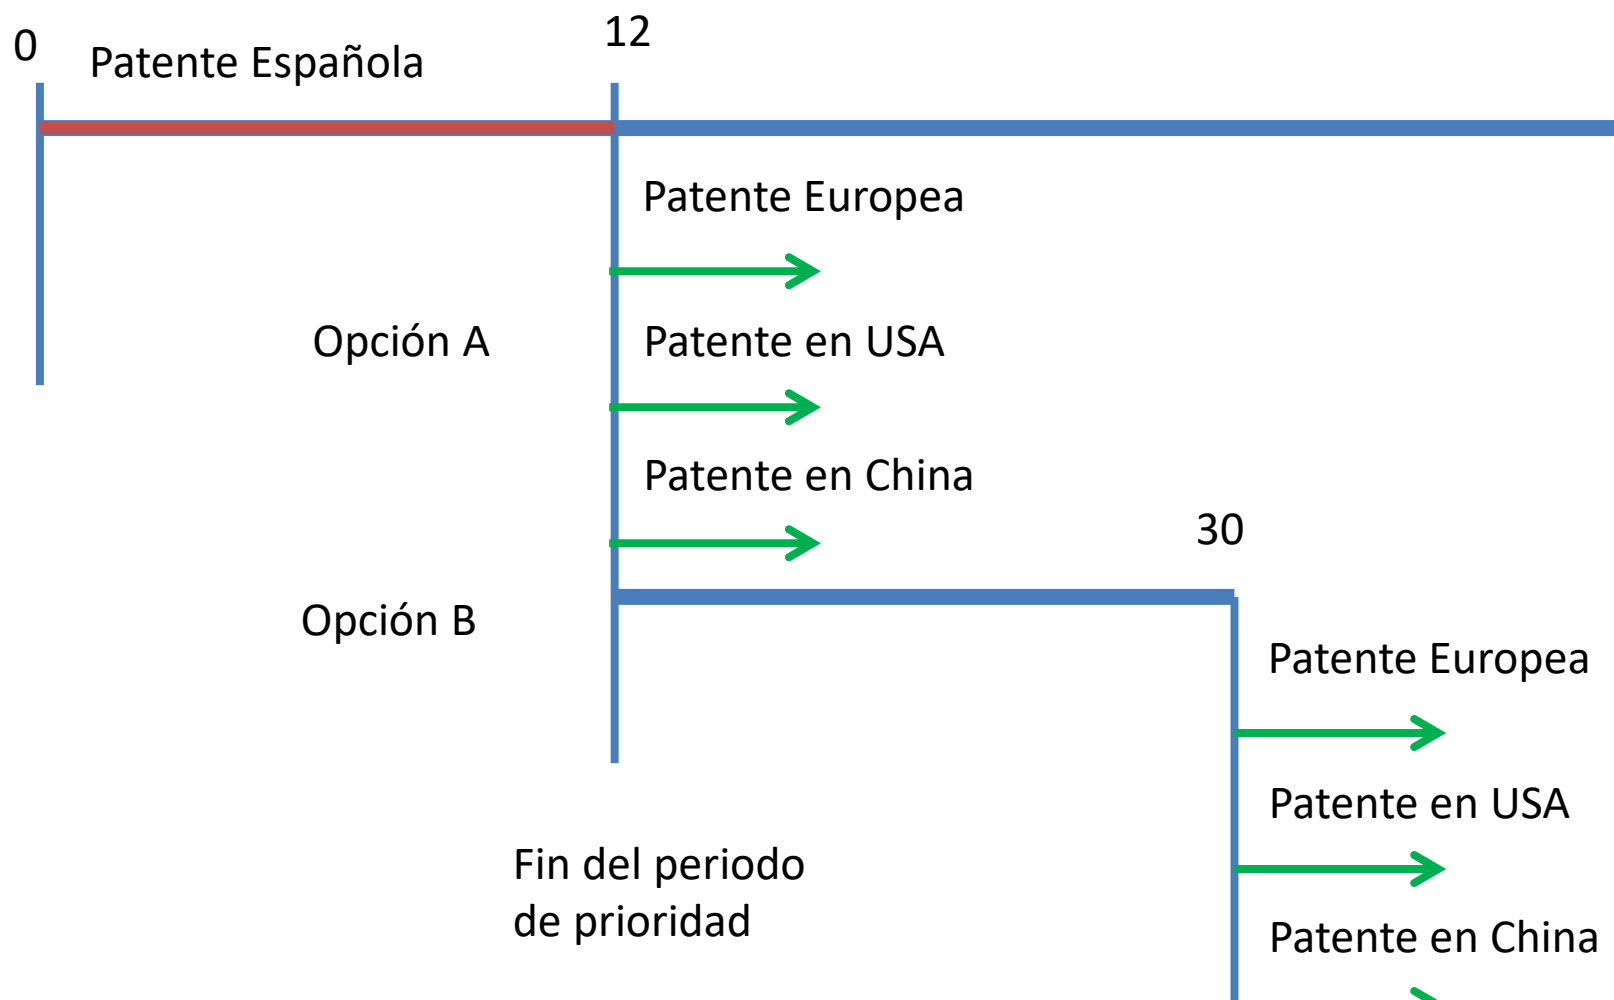 0
Patente Española
12
Patente Europea
Opción A
Patente en USA
Patente en China
30
Opción B
Patente Europea
Patente en USA
Fin del periodo
de prioridad
Patente en China